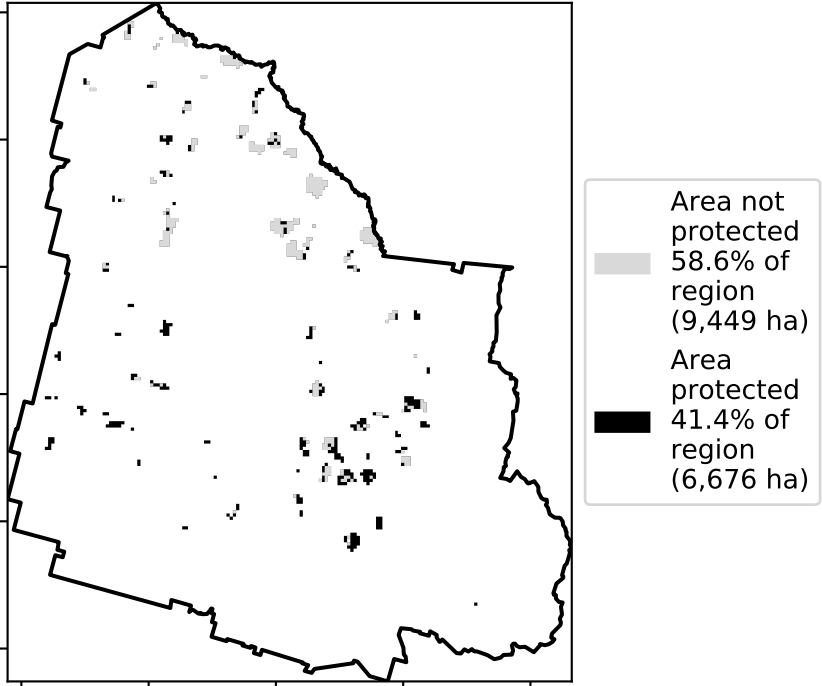 Area not
protected
58.6% of
region
(9,449 ha)
Area
protected
41.4% of
region
(6,676 ha)